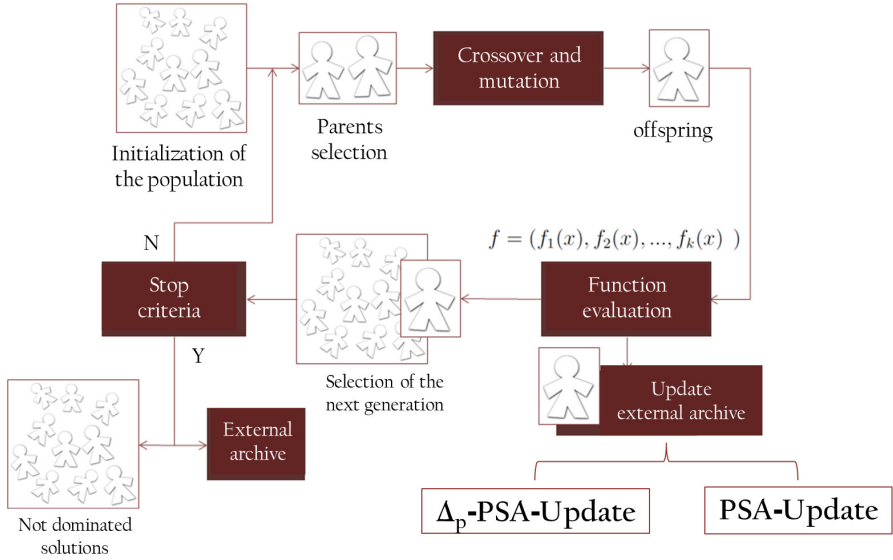 Crossover and
mutation
Initialization of
the population
Parents
selection
offspring
N
f = (f₁(x), f₂(x), ..., fₖ(x) )
Stop
criteria
Function
evaluation
Y
Selection of the
next generation
Update
external archive
External
archive
Δₚ-PSA-Update
PSA-Update
Not dominated
solutions